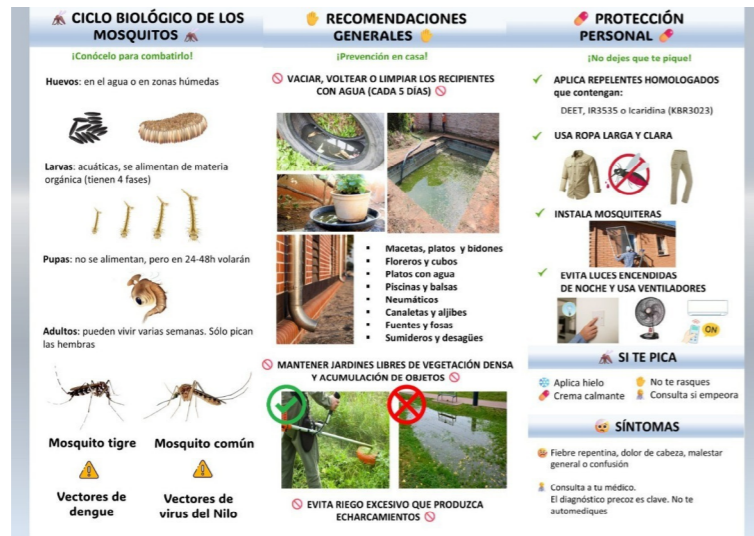 CICLO BIOLÓGICO DE LOS
MOSQUITOS
¡Conócelo para combatirlo!
Huevos: en el agua o en zonas húmedas
Larvas: acuáticas, se alimentan de materia
orgánica (tienen 4 fases)
Pupas: no se alimentan, pero en 24-48h volarán
Adultos: pueden vivir varias semanas. Sólo pican
las hembras
Mosquito tigre
Vectores de
dengue
Mosquito común
Vectores de
virus del Nilo
RECOMENDACIONES
GENERALES
¡Prevención en casa!
VACIAR, VOLTEAR O LIMPIAR LOS RECIPIENTES
CON AGUA (CADA 5 DÍAS)
▪ Macetas, platos y bidones
▪ Floreros y cubos
▪ Platos con agua
▪ Piscinas y balsas
▪ Neumáticos
▪ Canaletas y aljibes
▪ Fuentes y fosas
▪ Sumideros y desagües
MANTENER JARDINES LIBRES DE VEGETACIÓN DENSA
Y ACUMULACIÓN DE OBJETOS
EVITA RIEGO EXCESIVO QUE PRODUZCA
ECHARCAMIENTOS
PROTECCIÓN
PERSONAL
¡No dejes que te pique!
APLICA REPELENTES HOMOLOGADOS
que contengan:
DEET, IR3535 o Icaridina (KBR3023)
USA ROPA LARGA Y CLARA
INSTALA MOSQUITERAS
EVITA LUCES ENCENDIDAS
DE NOCHE Y USA VENTILADORES
ON
SI TE PICA
Aplica hielo
No te rasques
Crema calmante
Consulta si empeora
SÍNTOMAS
Fiebre repentina, dolor de cabeza, malestar
general o confusión
Consulta a tu médico.
El diagnóstico precoz es clave. No te
automediques